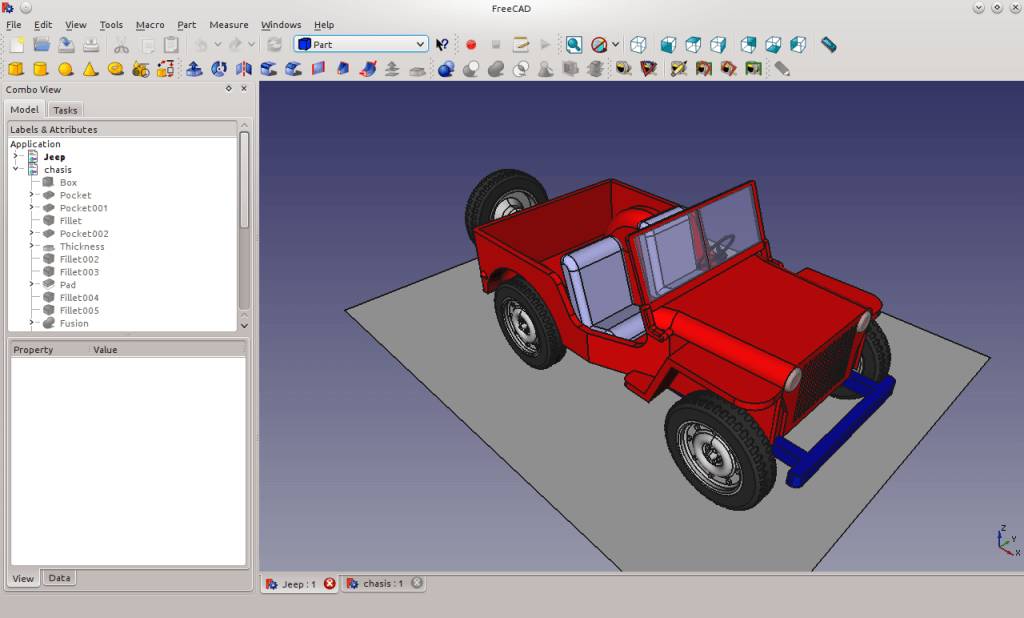 FreeCAD
File Edit View Tools Macro Part Measure Windows Help
Part
Combo View
Model Tasks
Labels & Attributes
Application
Jeep
chasis
Box
Pocket
Pocket001
Fillet
Pocket002
Thickness
Fillet002
Fillet003
Pad
Fillet004
Fillet005
Fusion
Property Value
View Data
Jeep : 1 chasis : 1
Z
Y
X